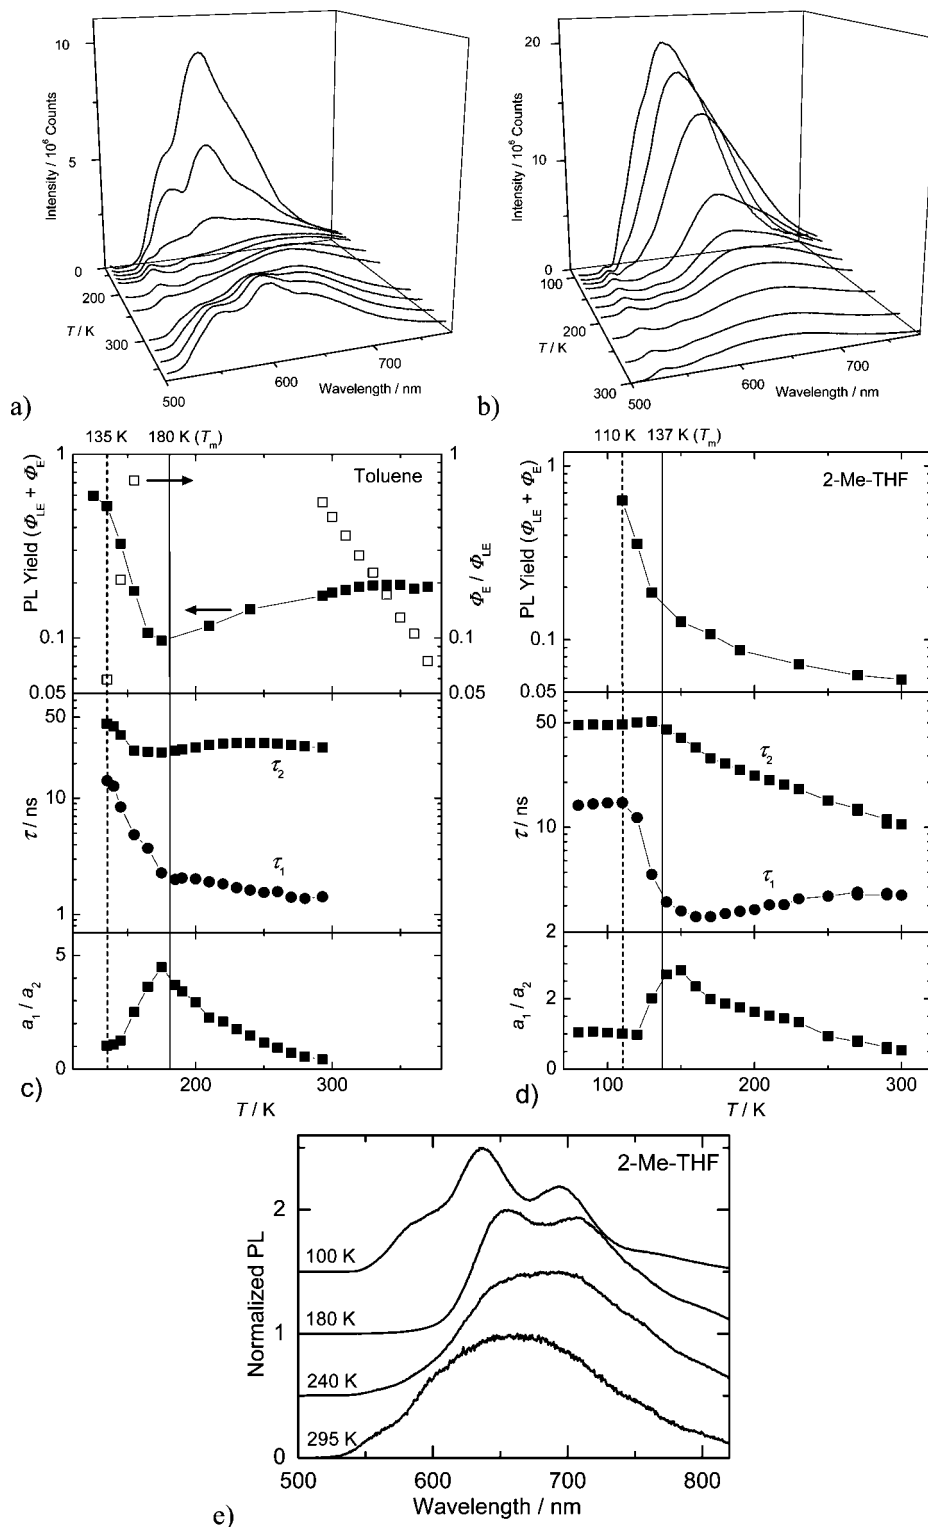 a)
10
5
0
Intensity / 10⁶ Counts
200
300
T / K
500
600
700
Wavelength / nm
b)
20
10
0
Intensity / 10⁶ Counts
100
200
300
T / K
500
600
700
Wavelength / nm
135 K
180 K (Tm)
Toluene
1
0.1
0.05
PL Yield (ΦLE + ΦE)
1
0.1
0.05
ΦE / ΦLE
50
10
1
τ / ns
τ2
τ1
5
0
a1 / a2
200
300
T / K
c)
110 K
137 K (Tm)
2-Me-THF
1
0.1
0.05
PL Yield (ΦLE + ΦE)
50
10
2
τ / ns
τ2
τ1
2
0
a1 / a2
100
200
300
T / K
d)
2-Me-THF
2
1
0
Normalized PL
100 K
180 K
240 K
295 K
500
600
700
800
Wavelength / nm
e)